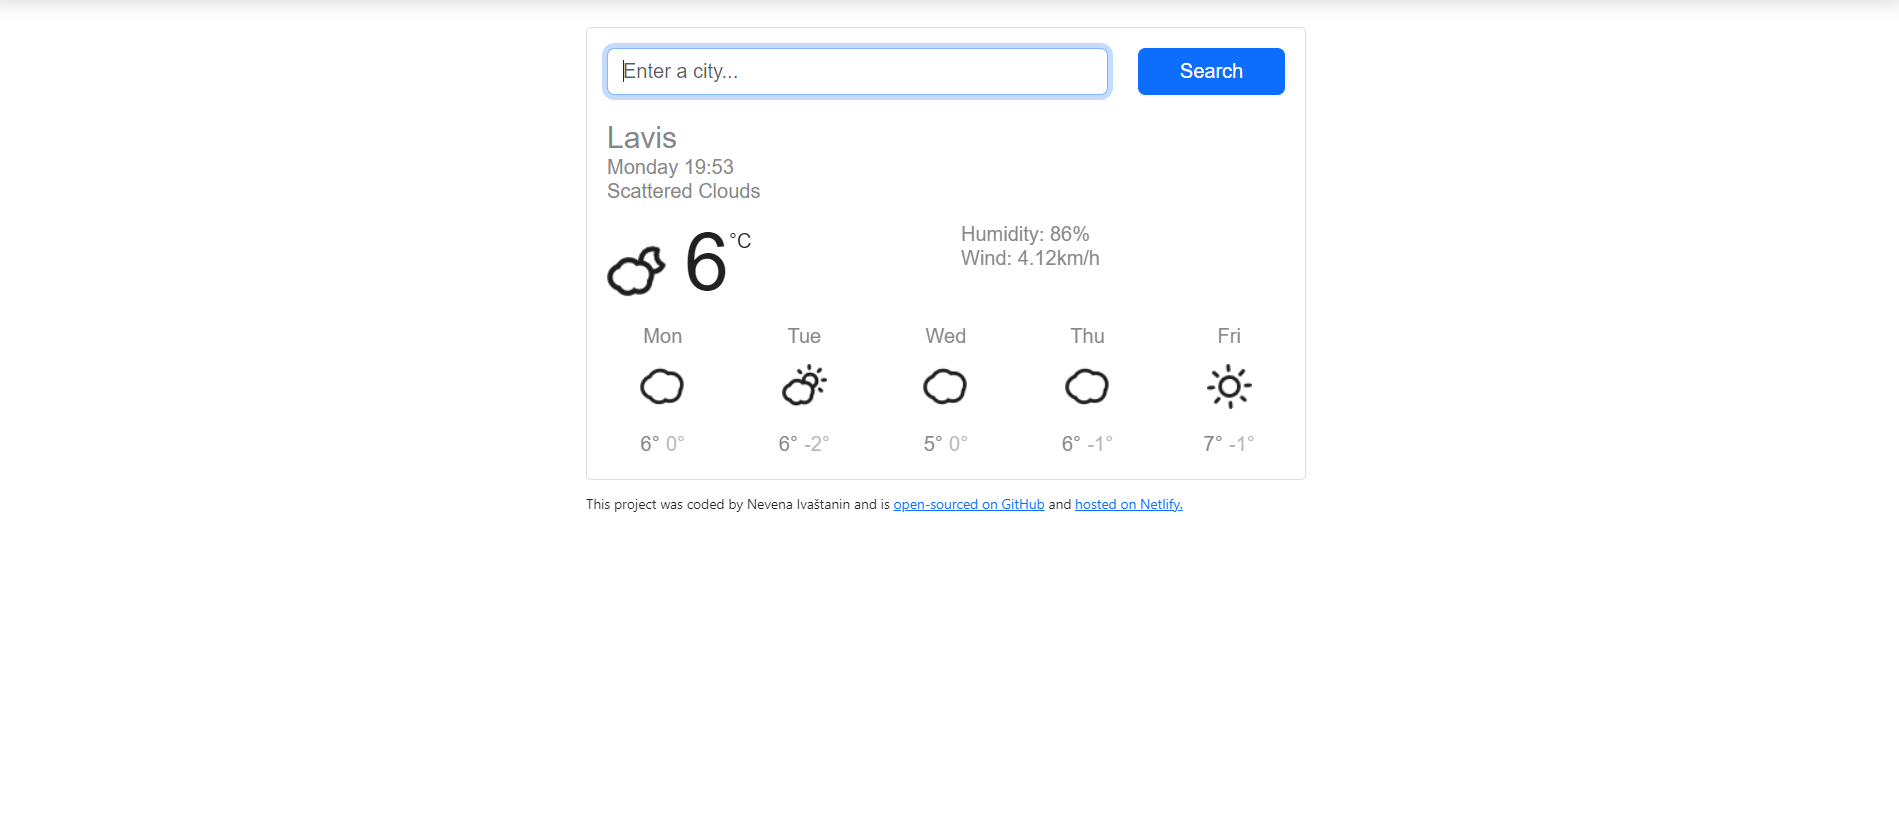 Enter a city...
Search
Lavis
Monday 19:53
Scattered Clouds
6 °C
Humidity: 86%
Wind: 4.12km/h
Mon Tue Wed Thu Fri
6° 0° 6° -2° 5° 0° 6° -1° 7° -1°
This project was coded by Nevena Ivaštanin and is open-sourced on GitHub and hosted on Netlify.